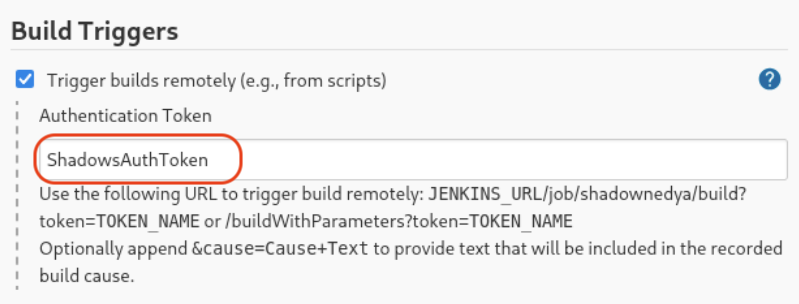 Build Triggers
Trigger builds remotely (e.g., from scripts)
?
Authentication Token
ShadowsAuthToken
Use the following URL to trigger build remotely: JENKINS_URL/job/shadownedya/build?
token=TOKEN_NAME or /buildWithParameters?token=TOKEN_NAME
Optionally append &cause=Cause+Text to provide text that will be included in the recorded
build cause.